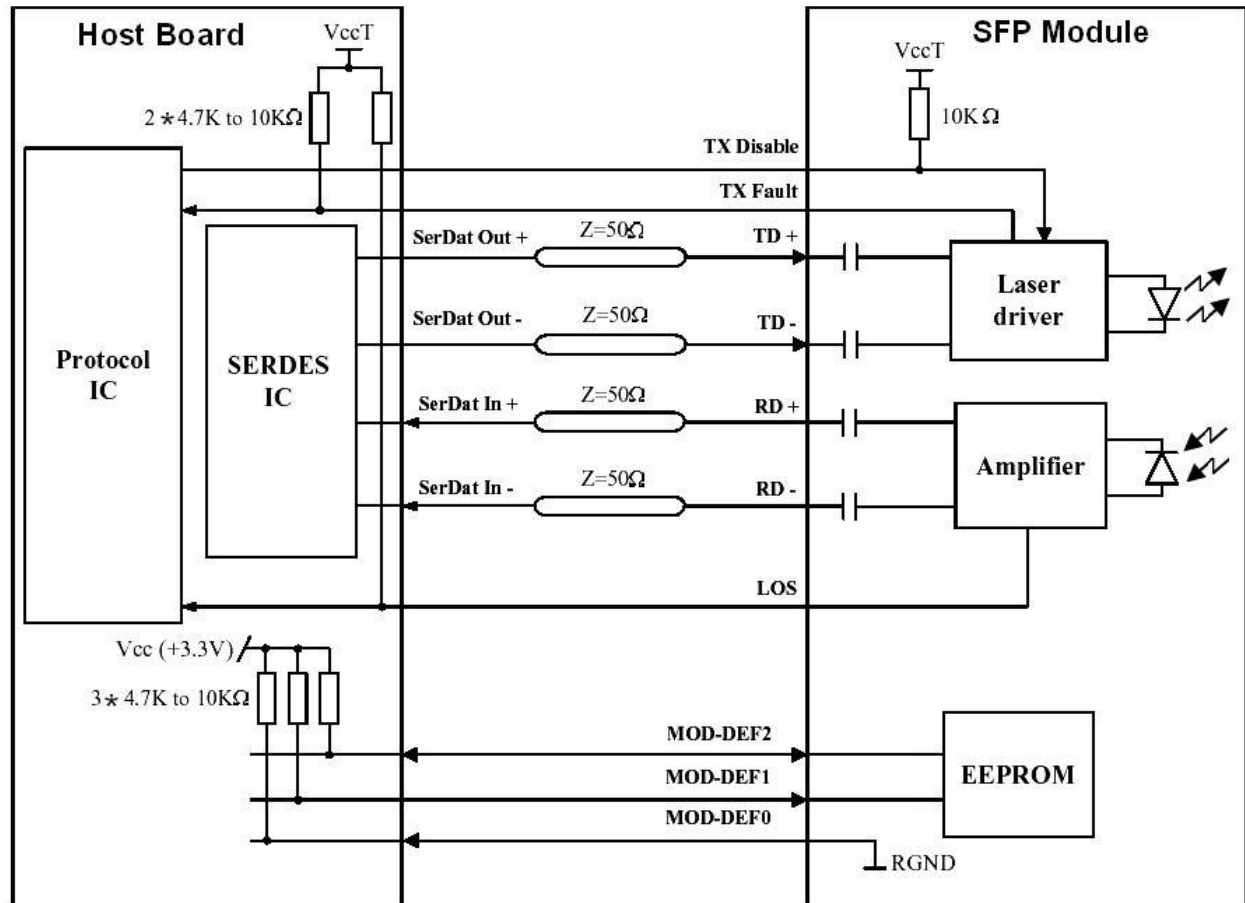 Host Board
SFP Module
VccT
VccT
2*4.7K to 10KΩ
10KΩ
TX Disable
TX Fault
SerDat Out +
Z=50Ω
TD +
SerDat Out -
Z=50Ω
TD -
Laser
driver
Protocol
IC
SERDES
IC
SerDat In +
Z=50Ω
RD +
SerDat In -
Z=50Ω
RD -
Amplifier
LOS
Vcc (+3.3V)
3* 4.7K to 10KΩ
MOD-DEF2
MOD-DEF1
MOD-DEF0
EEPROM
RGND